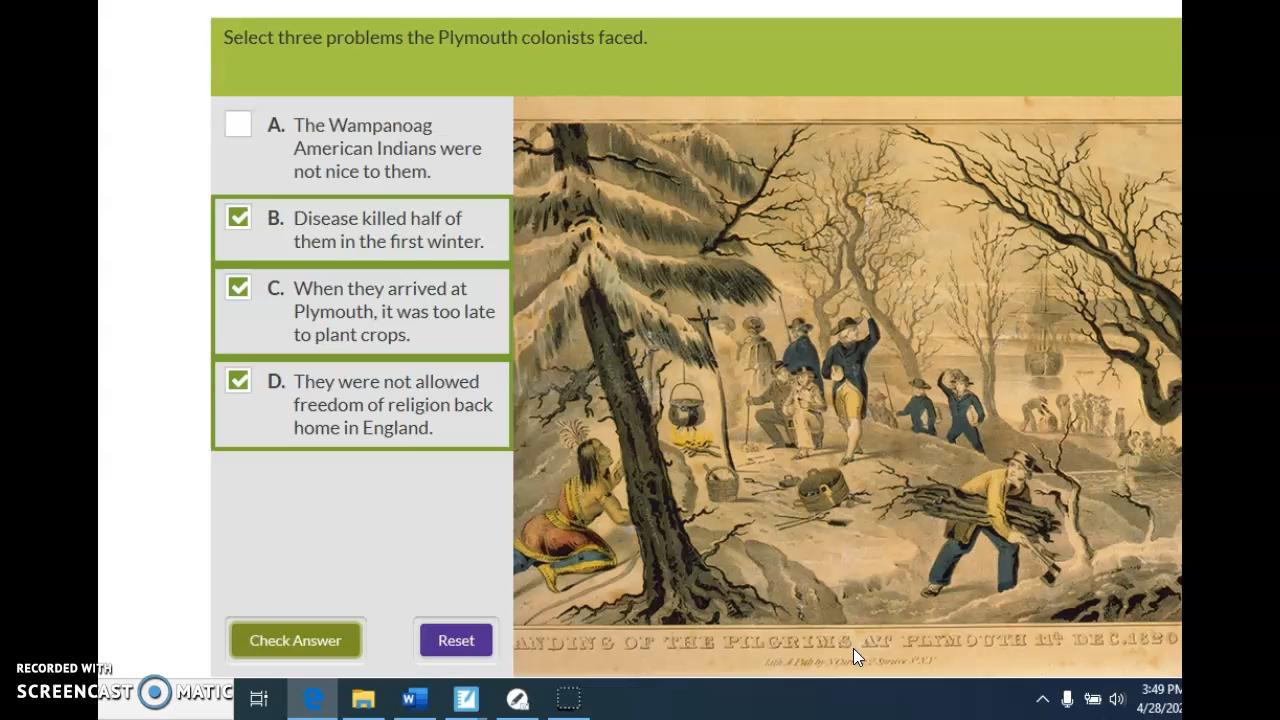 Select three problems the Plymouth colonists faced.
A. The Wampanoag
American Indians were
not nice to them.
B. Disease killed half of
them in the first winter.
C. When they arrived at
Plymouth, it was too late
to plant crops.
D. They were not allowed
freedom of religion back
home in England.
Check Answer
Reset
ANDING OF THE PILGRIMS AT PLYMOUTH 11th DEC. 1620
RECORDED WITH
SCREENCAST MATIC
3:49 PM
4/28/202